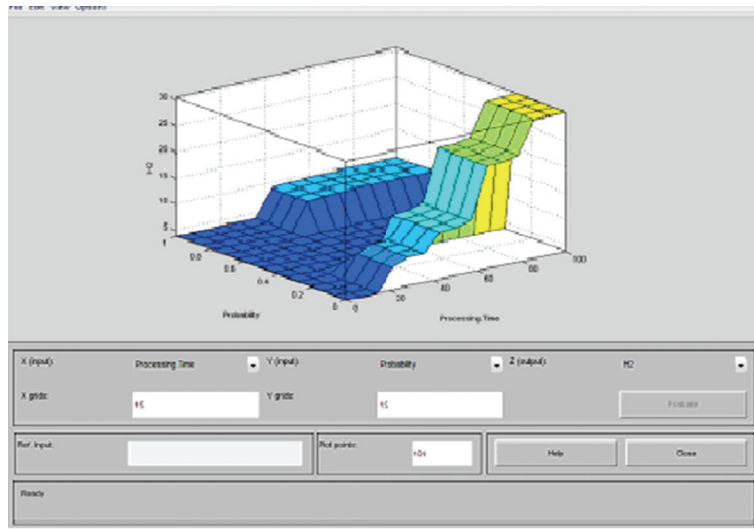 File Edit View Options
30
25
20
15
10
5
1
0.8
0.6
0.4
0.2
0
0
20
40
60
80
100
Probability
Processing Time
X (input):
Processing.Time
Y (input):
Probability
Z (output):
X grids:
15
Y grids:
15
Evaluate
Ref. Input:
Plot points:
101
Help
Close
Ready